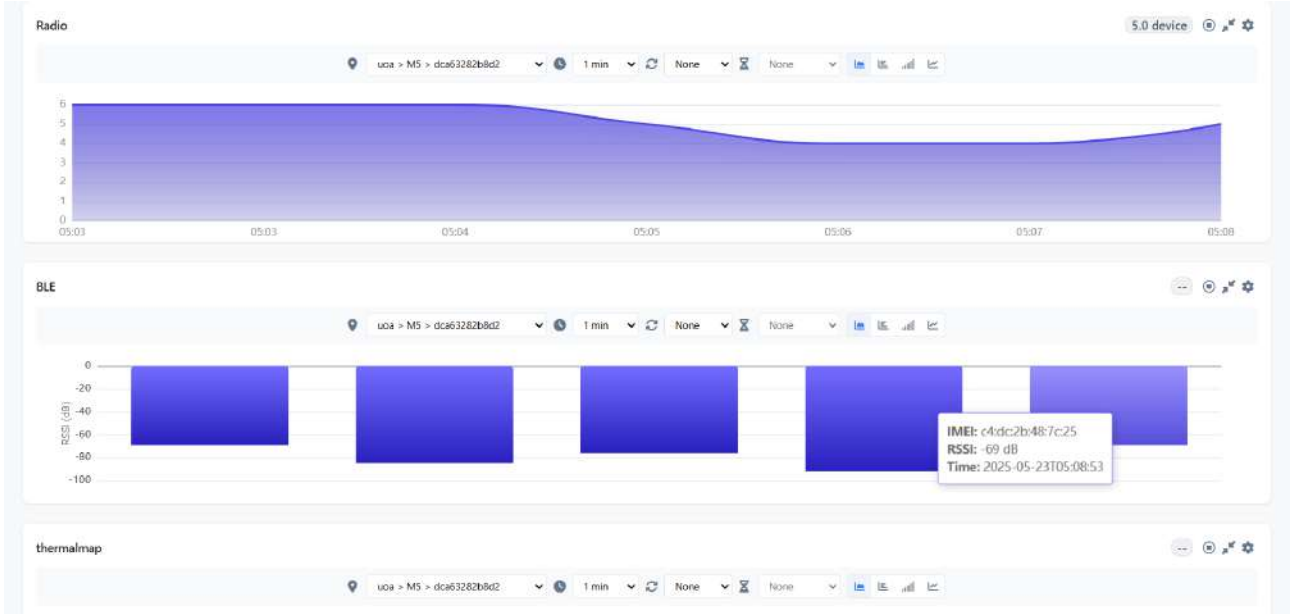 Radio
5.0 device
uoa > M5 > dca63282b8d2
1 min
None
None
6
5
4
3
2
1
0
05:03
05:03
05:04
05:05
05:06
05:07
05:08
BLE
--
uoa > M5 > dca63282b8d2
1 min
None
None
RSSI (dB)
0
-20
-40
-60
-80
-100
IMEI: c4:dc:2b:48:7c:25
RSSI: -69 dB
Time: 2025-05-23T05:08:53
thermalmap
--
uoa > M5 > dca63282b8d2
1 min
None
None